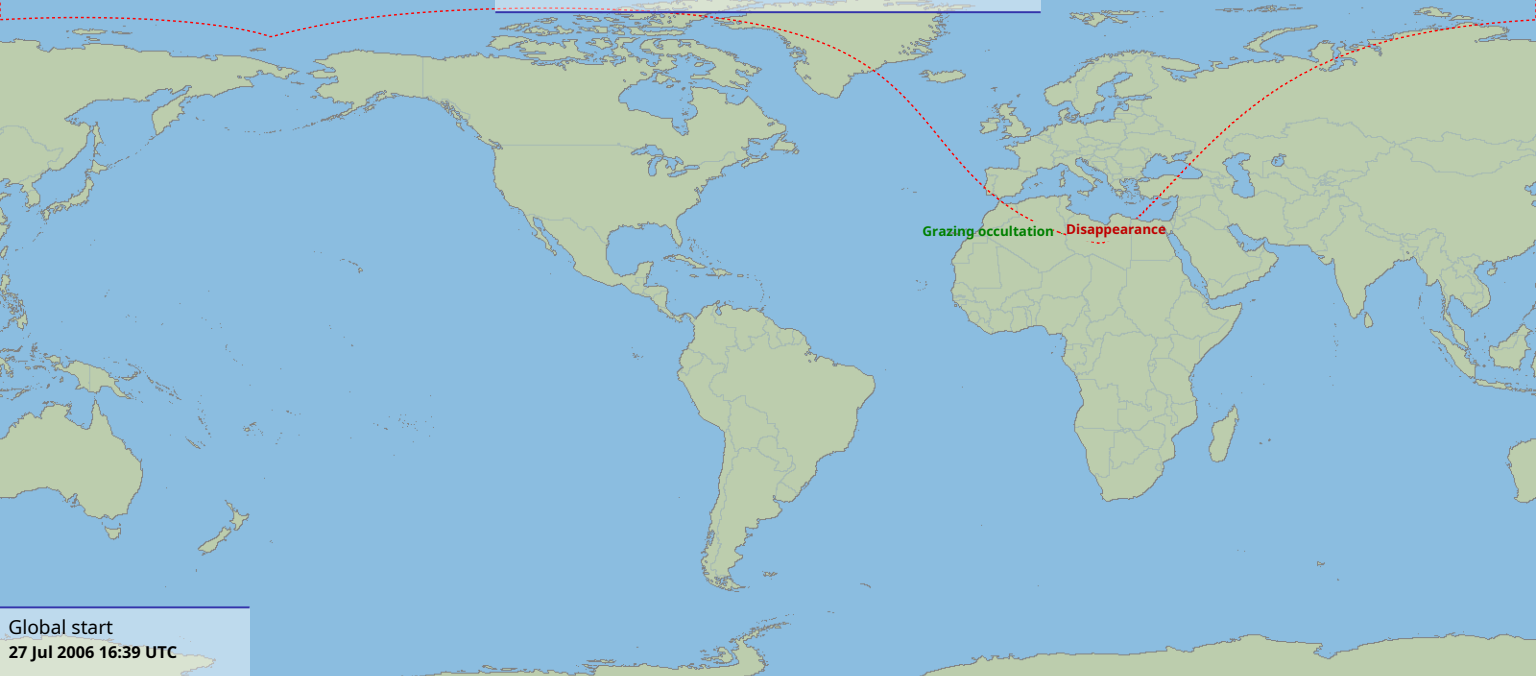 Grazing occultation
Disappearance
Global start
27 Jul 2006 16:39 UTC